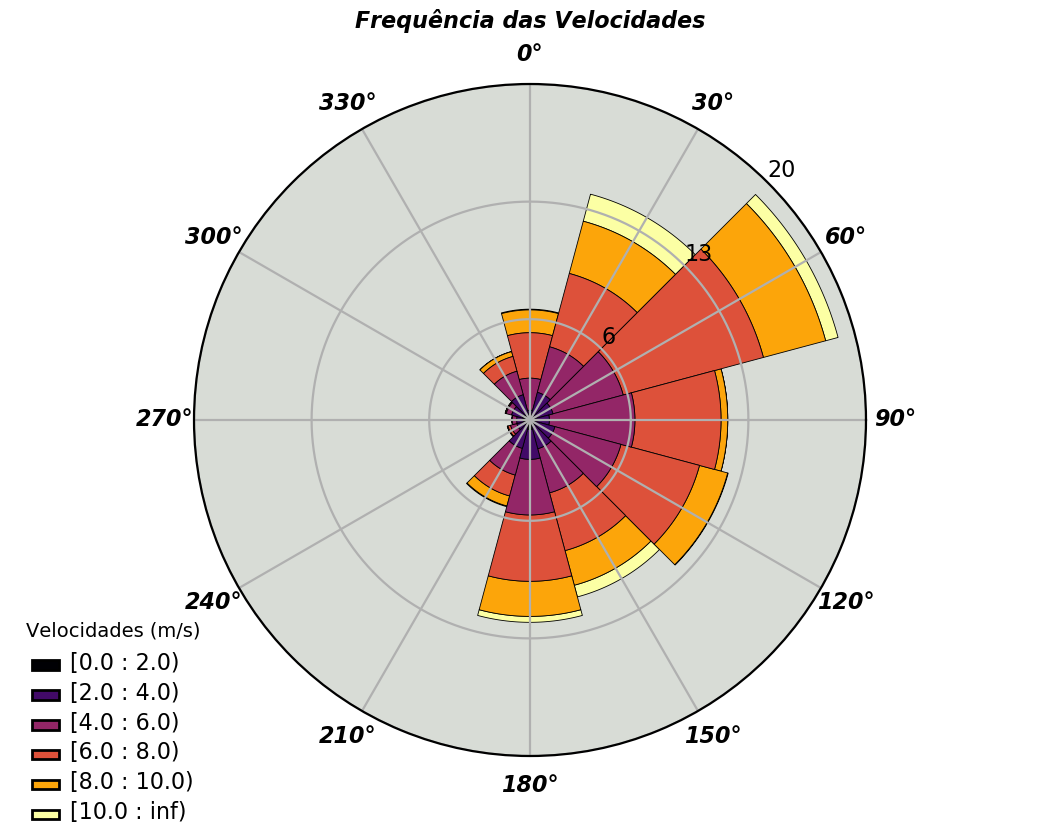 Frequência das Velocidades
0°
330°
30°
20
300°
60°
13
6
270°
90°
240°
120°
210°
150°
180°
Velocidades (m/s)
[0.0 : 2.0)
[2.0 : 4.0)
[4.0 : 6.0)
[6.0 : 8.0)
[8.0 : 10.0)
[10.0 : inf)